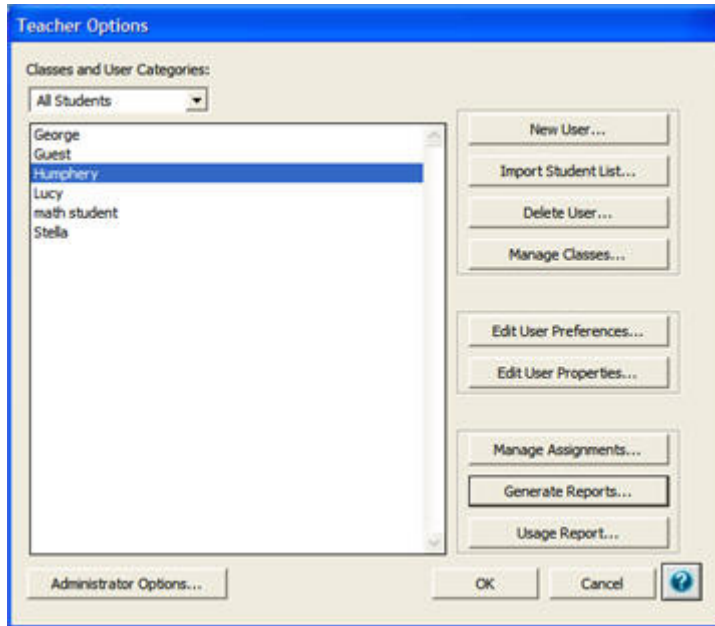 Teacher Options
Classes and User Categories:
All Students
George
Guest
Humphery
Lucy
math student
Stella
New User...
Import Student List...
Delete User...
Manage Classes...
Edit User Preferences...
Edit User Properties...
Manage Assignments...
Generate Reports...
Usage Report...
Administrator Options...
OK
Cancel
?